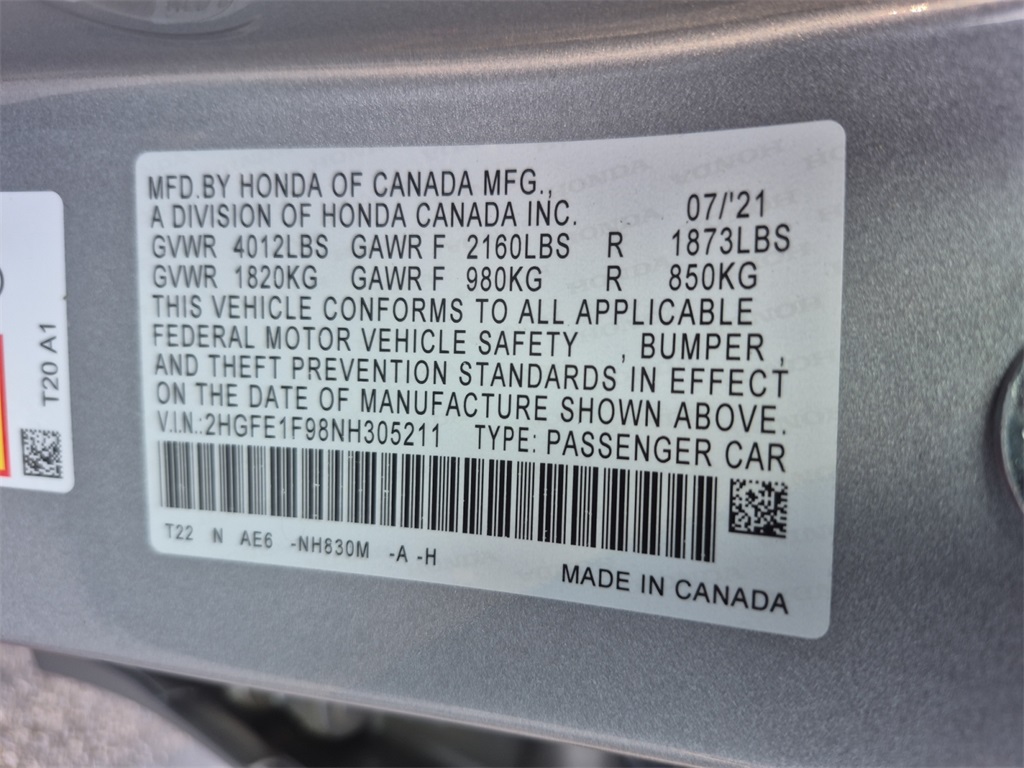 MFD.BY HONDA OF CANADA MFG.,
A DIVISION OF HONDA CANADA INC. 07/'21
GVWR 4012LBS GAWR F 2160LBS R 1873LBS
GVWR 1820KG GAWR F 980KG R 850KG
THIS VEHICLE CONFORMS TO ALL APPLICABLE
FEDERAL MOTOR VEHICLE SAFETY , BUMPER ,
AND THEFT PREVENTION STANDARDS IN EFFECT
ON THE DATE OF MANUFACTURE SHOWN ABOVE.
V.I.N.:2HGFE1F98NH305211 TYPE: PASSENGER CAR
T22 N AE6 -NH830M -A -H
MADE IN CANADA
T20 A1